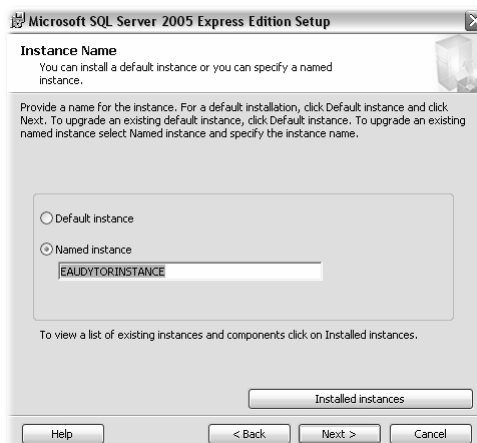 Microsoft SQL Server 2005 Express Edition Setup
Instance Name
You can install a default instance or you can specify a named
instance.
Provide a name for the instance. For a default installation, click Default instance and click
Next. To upgrade an existing default instance, click Default instance. To upgrade an existing
named instance select Named instance and specify the instance name.
Default instance
Named instance
EAUDYTORINSTANCE
To view a list of existing instances and components click on Installed instances.
Installed instances
Help
< Back
Next >
Cancel